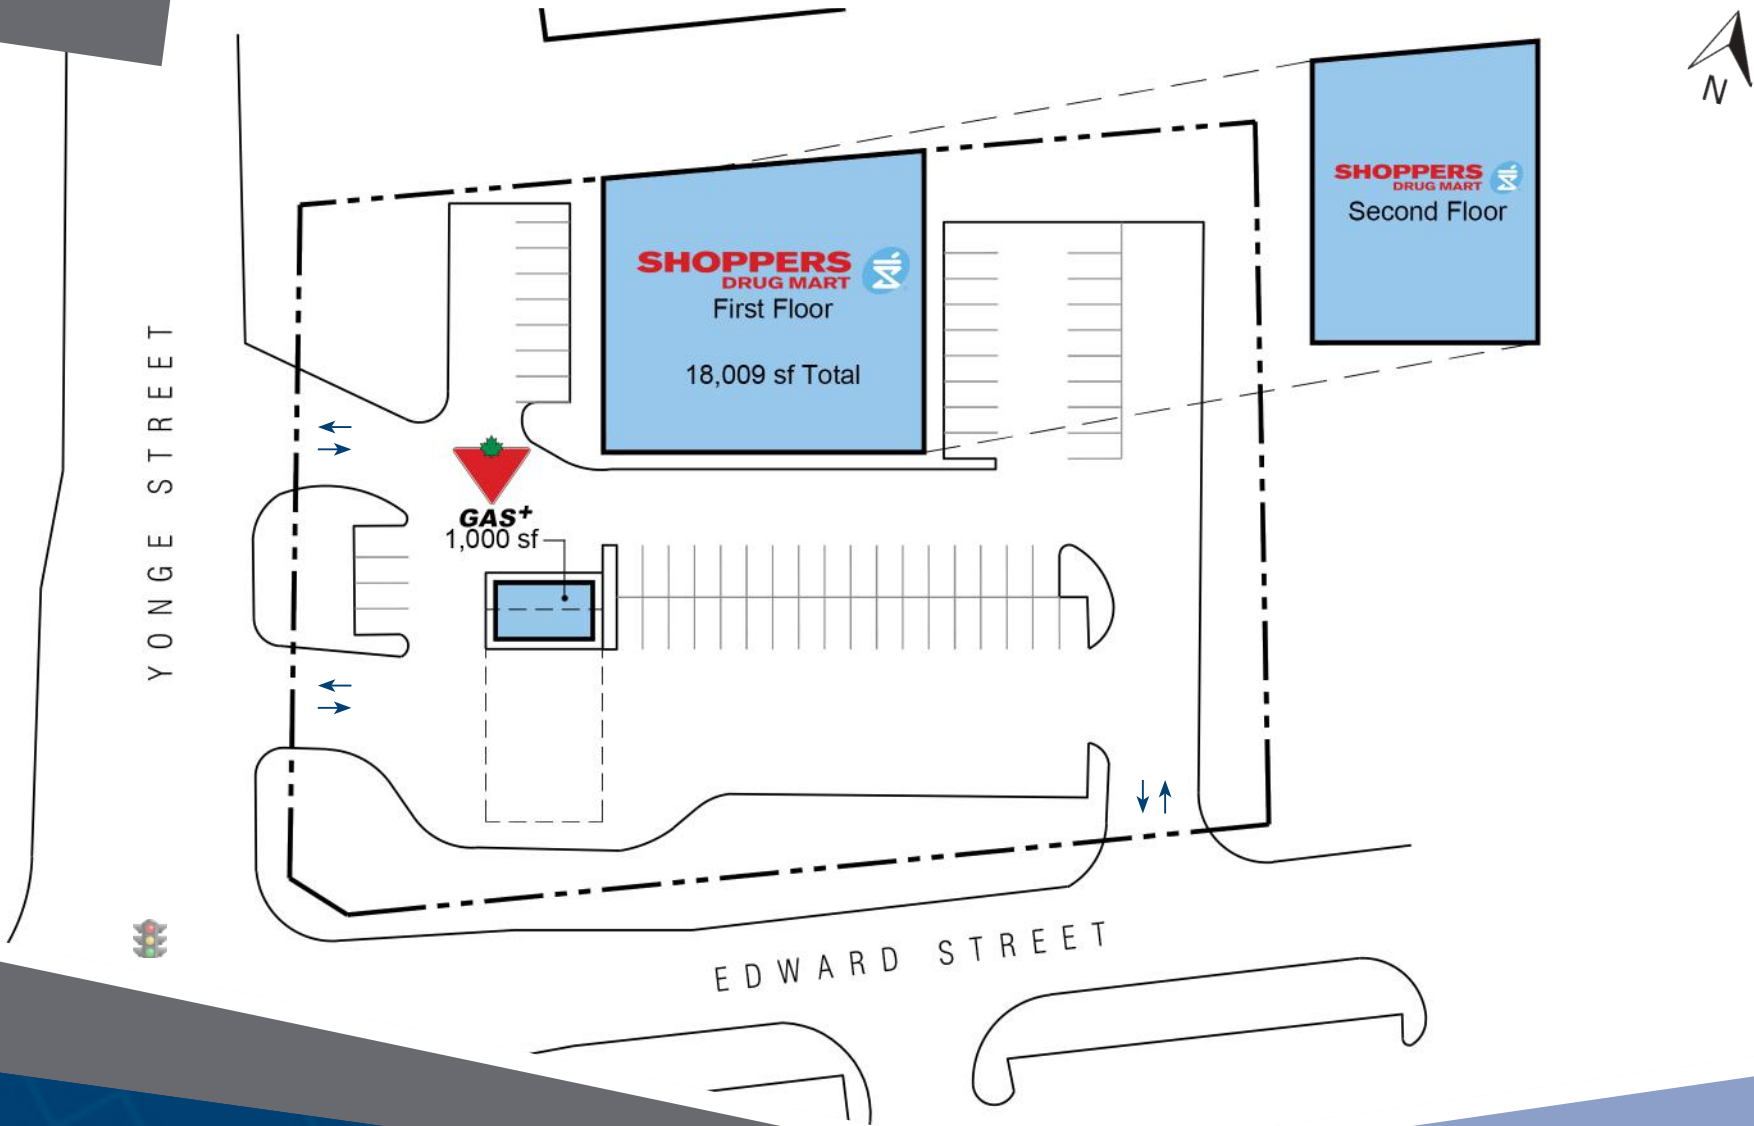 N
SHOPPERS
DRUG MART
Second Floor
SHOPPERS
DRUG MART
First Floor
18,009 sf Total
YONGE STREET
GAS+
1,000 sf
EDWARD STREET